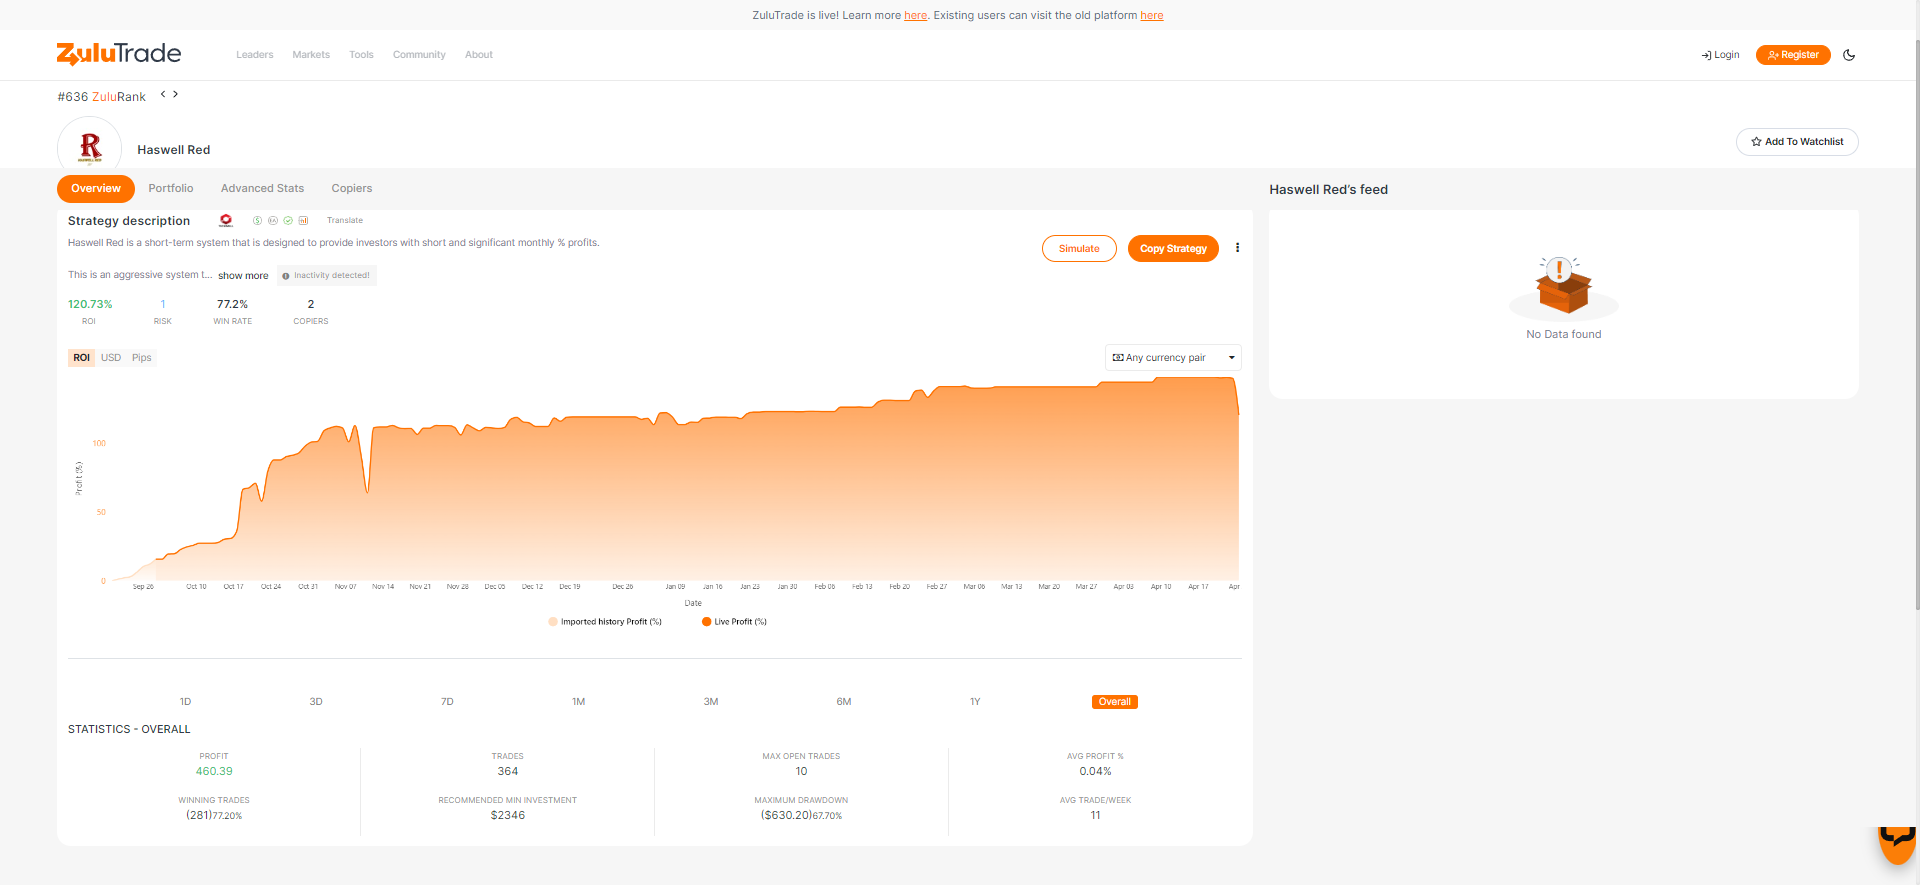 ZuluTrade is live! Learn more here. Existing users can visit the old platform here
ZuluTrade
Leaders
Markets
Tools
Community
About
Login
Register
#636 ZuluRank
R
HASWELL RED
Haswell Red
Add To Watchlist
Overview
Portfolio
Advanced Stats
Copiers
Haswell Red's feed
Strategy description
EA
Translate
Haswell Red is a short-term system that is designed to provide investors with short and significant monthly % profits.
Simulate
Copy Strategy
This is an aggressive system t... show more
Inactivity detected!
120.73%
1
77.2%
2
ROI
RISK
WIN RATE
COPIERS
No Data found
ROI
USD
Pips
Any currency pair
Profit (%)
100
50
0
Sep 26
Oct 10
Oct 17
Oct 24
Oct 31
Nov 07
Nov 14
Nov 21
Nov 28
Dec 05
Dec 12
Dec 19
Dec 26
Jan 09
Jan 16
Jan 23
Jan 30
Feb 06
Feb 13
Feb 20
Feb 27
Mar 06
Mar 13
Mar 20
Mar 27
Apr 03
Apr 10
Apr 17
Apr
Date
Imported history Profit (%)
Live Profit (%)
1D
3D
7D
1M
3M
6M
1Y
Overall
STATISTICS - OVERALL
PROFIT
460.39
TRADES
364
MAX OPEN TRADES
10
AVG PROFIT %
0.04%
WINNING TRADES
(281)77.20%
RECOMMENDED MIN INVESTMENT
$2346
MAXIMUM DRAWDOWN
($630.20)67.70%
AVG TRADE/WEEK
11